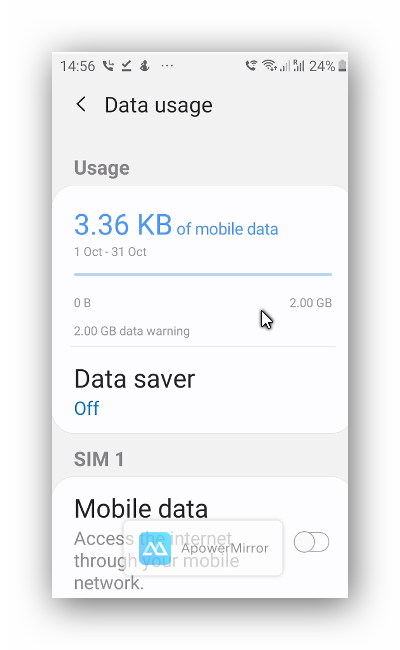 14:56 ... R 24%
Data usage
Usage
3.36 KB of mobile data
1 Oct - 31 Oct
0 B 2.00 GB
2.00 GB data warning
Data saver
Off
SIM 1
Mobile data
Access the internet
through your mobile
network.
ApowerMirror